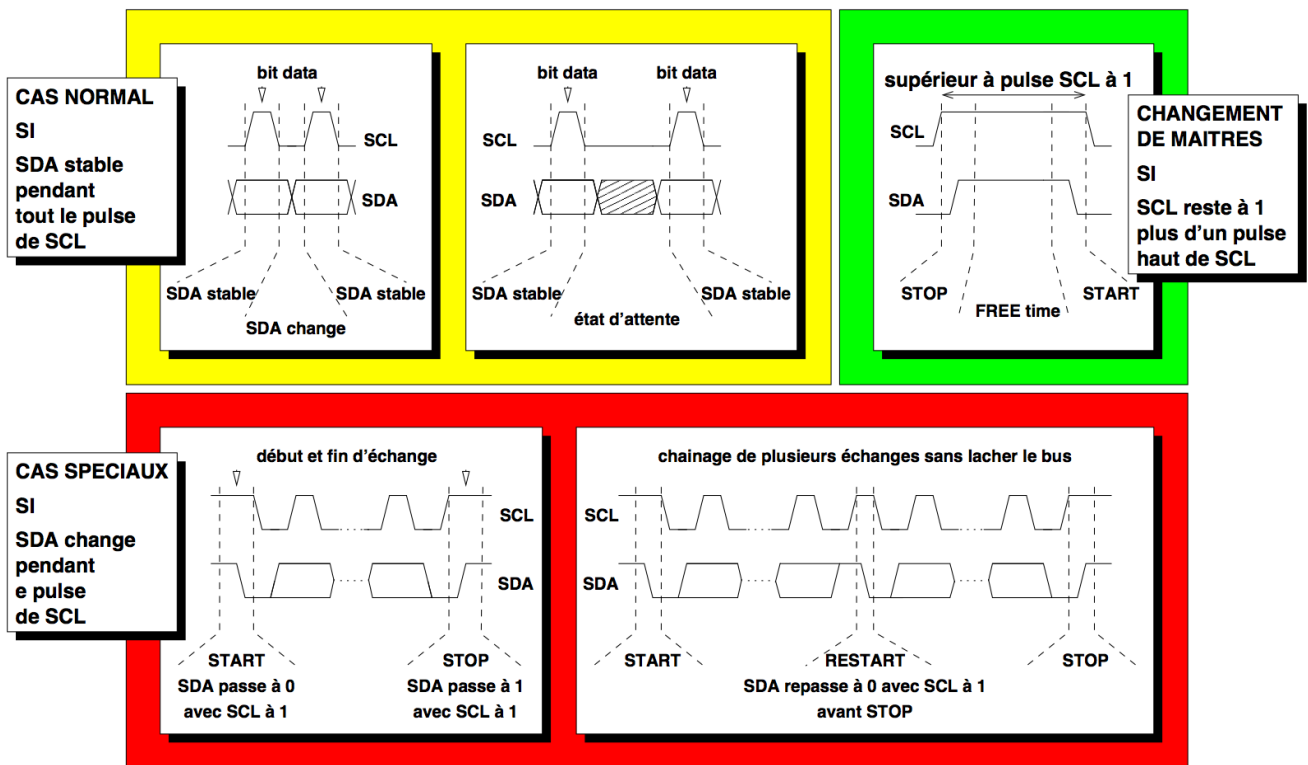 CAS NORMAL
SI
SDA stable
pendant
tout le pulse
de SCL
bit data
SCL
SDA
SDA stable
SDA stable
SDA change
bit data
bit data
SCL
SDA
SDA stable
SDA stable
état d'attente
supérieur à pulse SCL à 1
SCL
SDA
STOP
START
FREE time
CHANGEMENT
DE MAITRES
SI
SCL reste à 1
plus d'un pulse
haut de SCL
CAS SPECIAUX
SI
SDA change
pendant
e pulse
de SCL
début et fin d'échange
SCL
SDA
START
STOP
SDA passe à 0
SDA passe à 1
avec SCL à 1
avec SCL à 1
chainage de plusieurs échanges sans lacher le bus
SCL
SDA
START
RESTART
STOP
SDA repasse à 0 avec SCL à 1
avant STOP